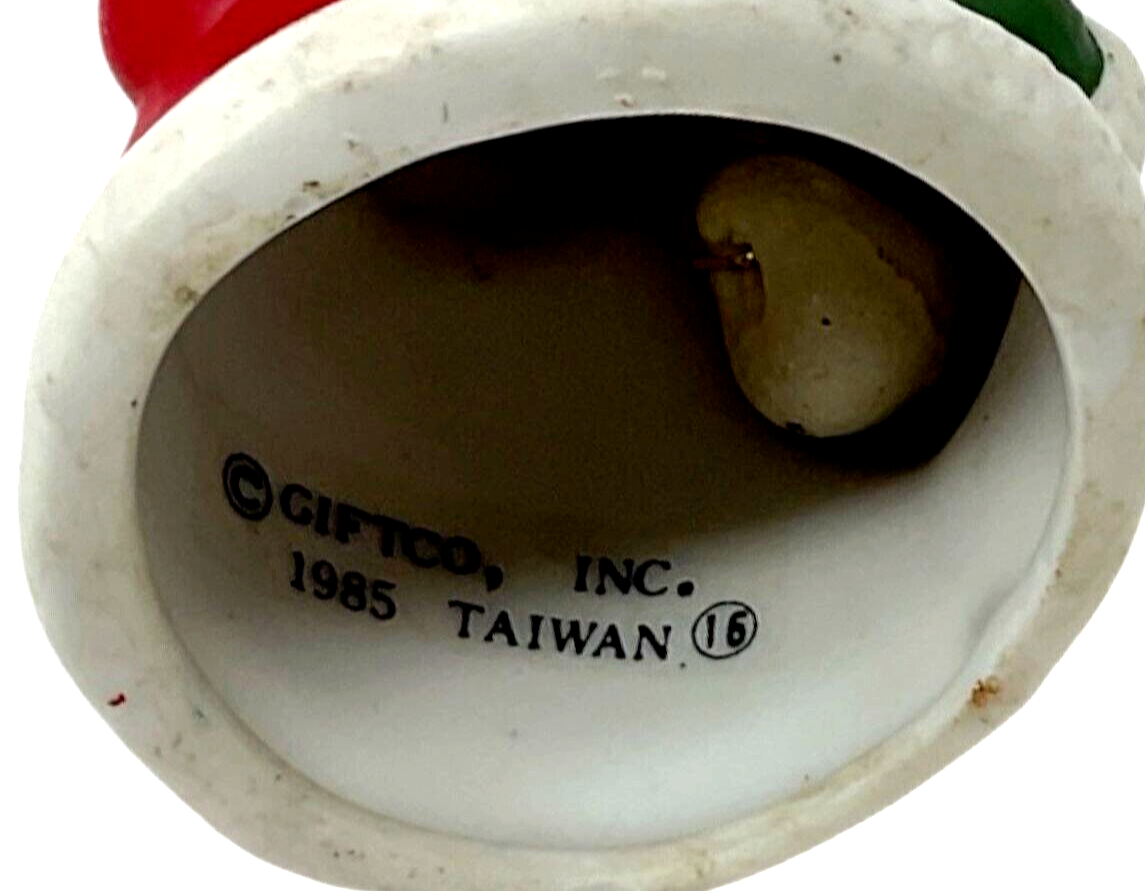 ©GIFTCO, INC.
1985 TAIWAN ⑯